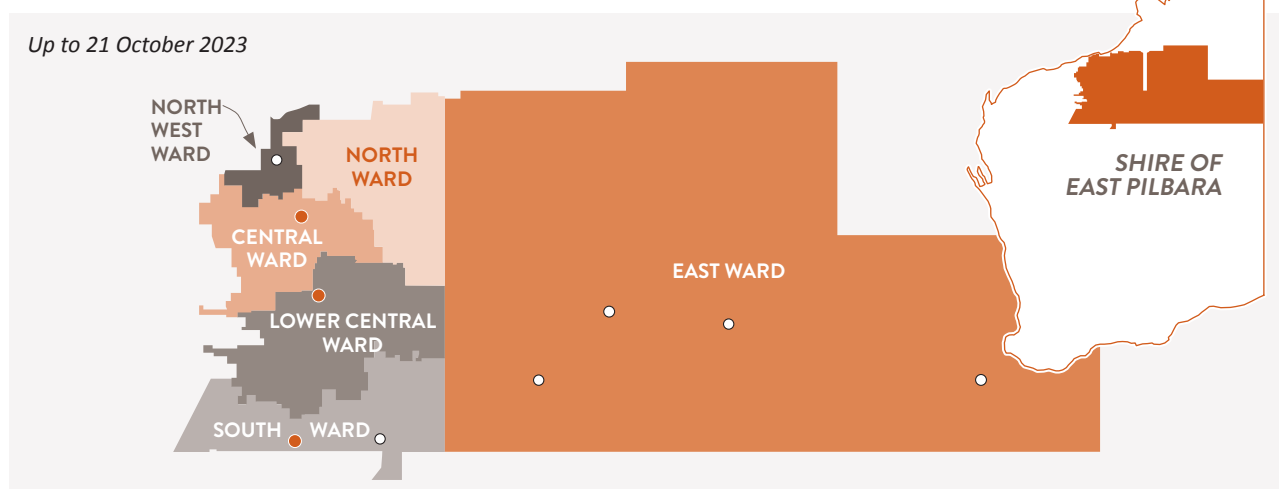 Up to 21 October 2023
NORTH
WEST
WARD
NORTH
WARD
SHIRE OF
EAST PILBARA
CENTRAL
WARD
EAST WARD
LOWER CENTRAL
WARD
SOUTH WARD